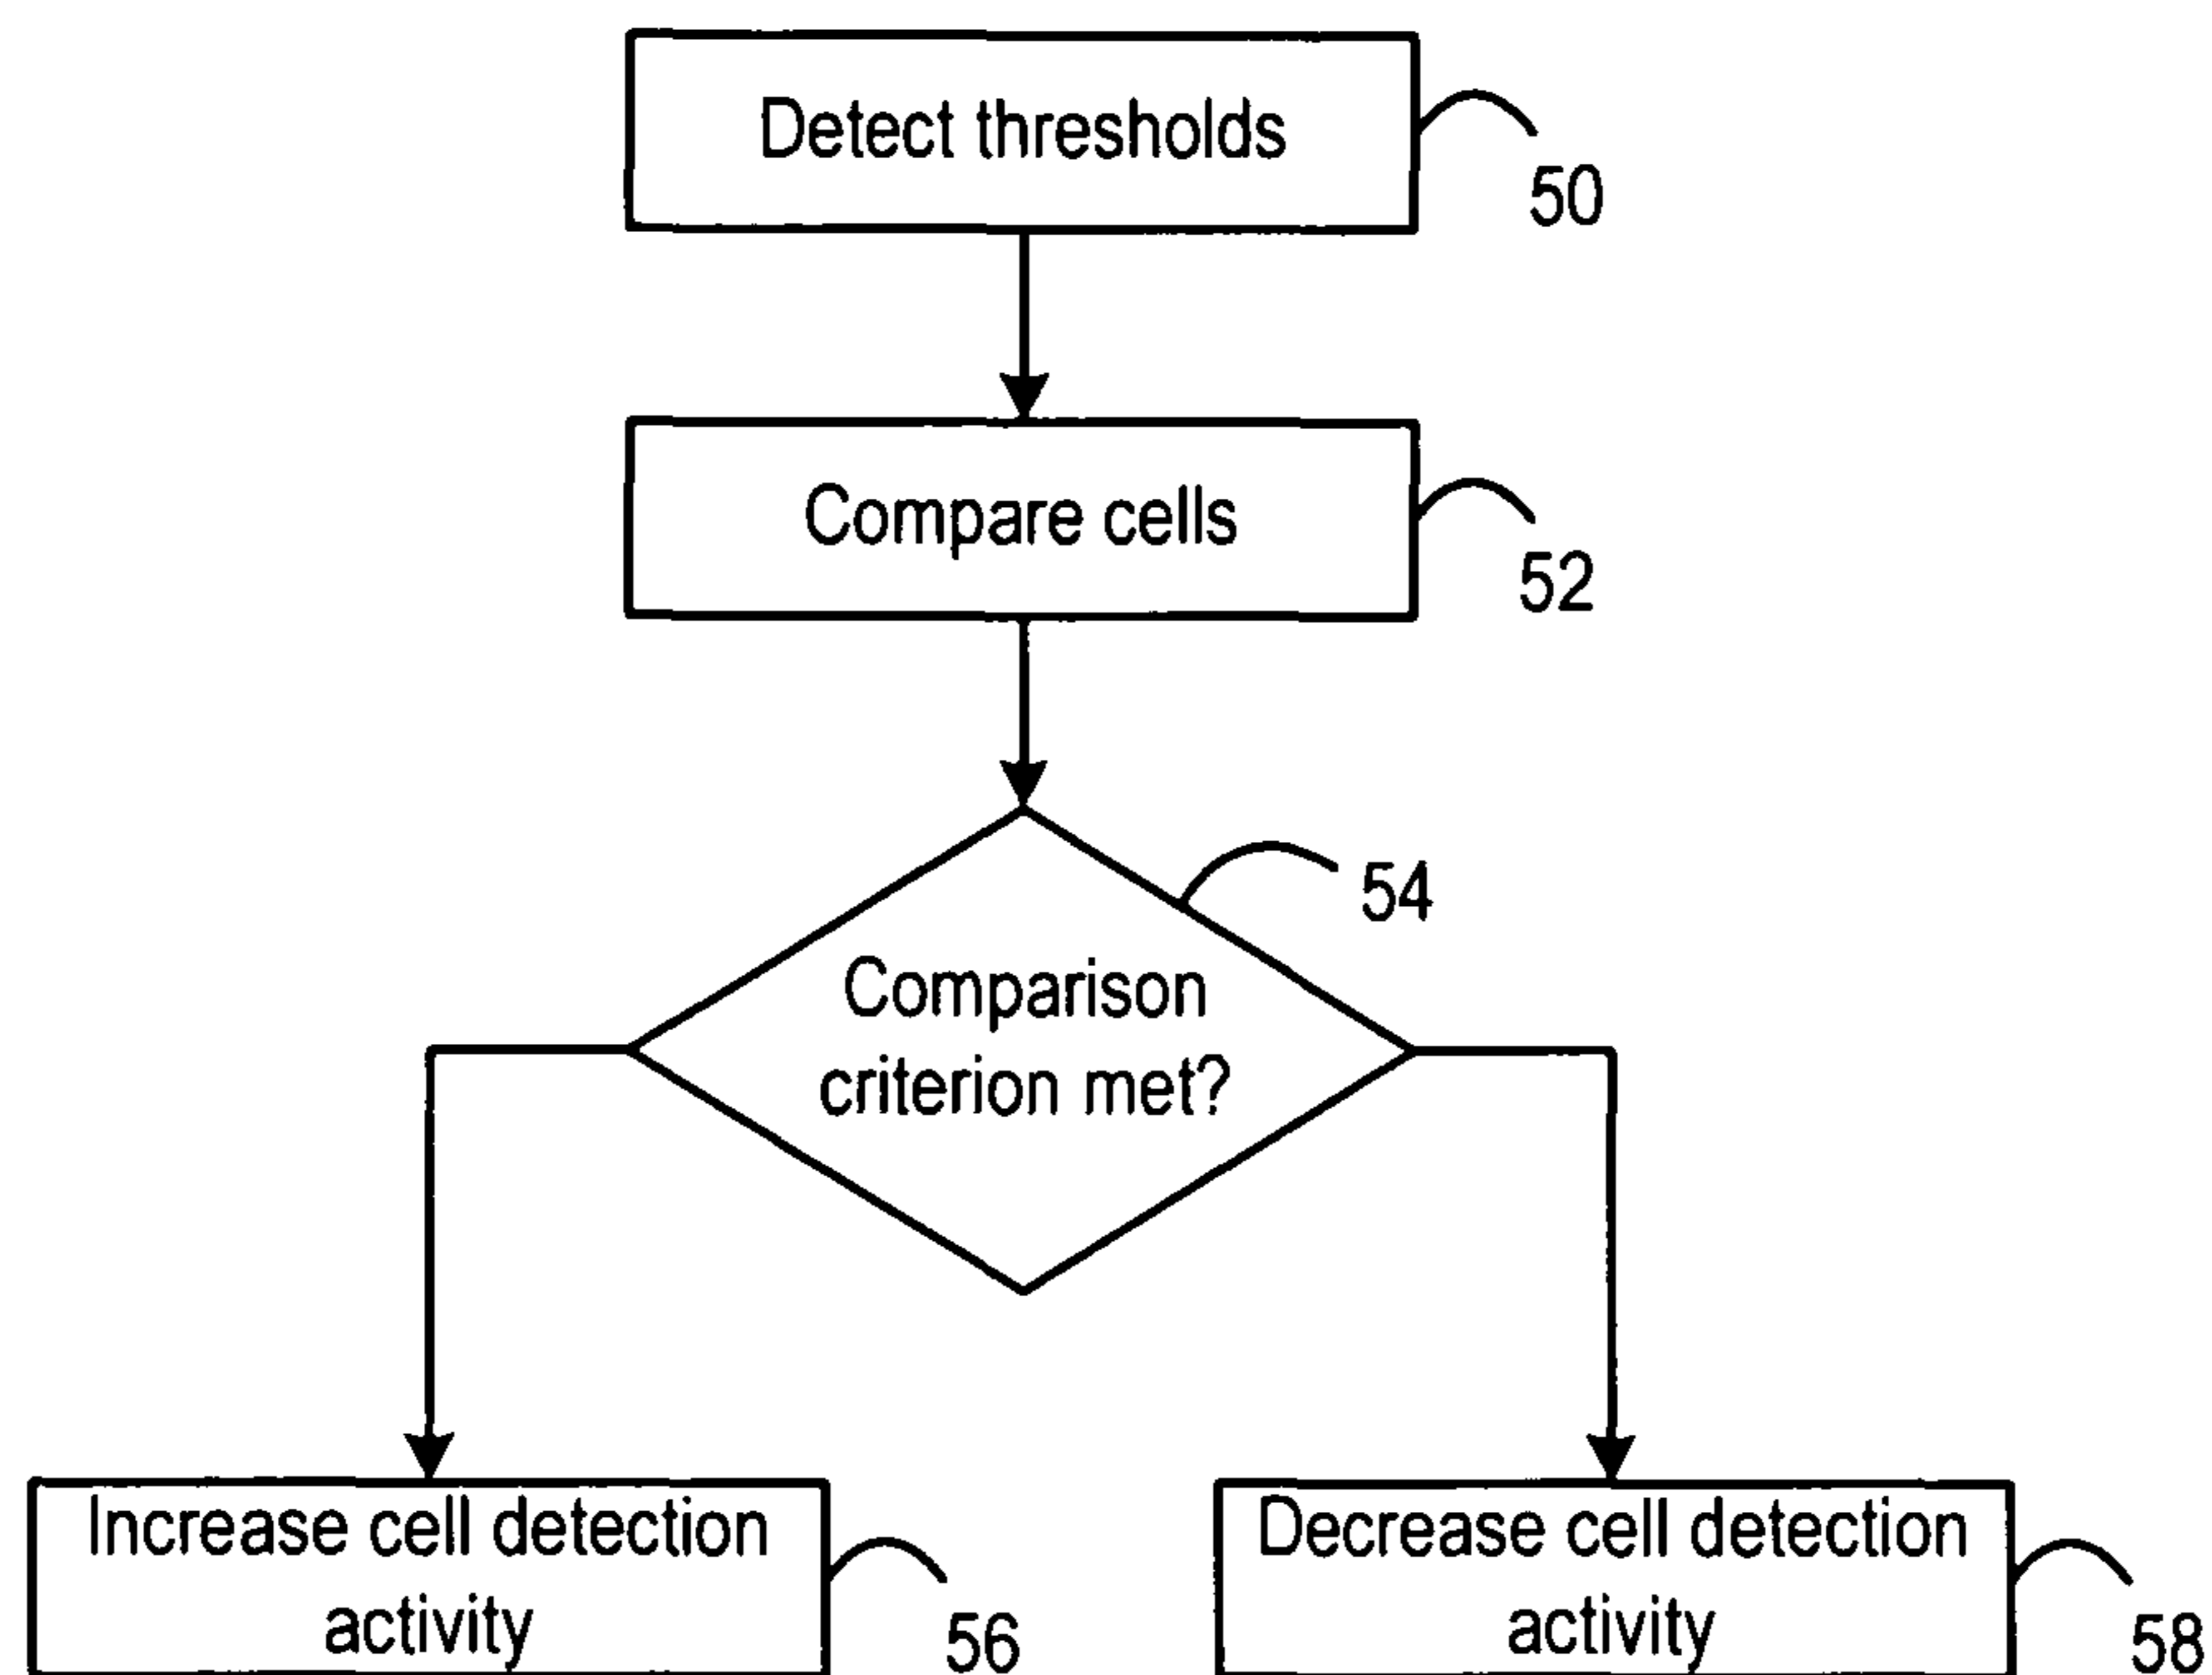 Detect thresholds
50
Compare cells
52
54
Comparison
criterion met?
Increase cell detection
activity
56
Decrease cell detection
activity
58